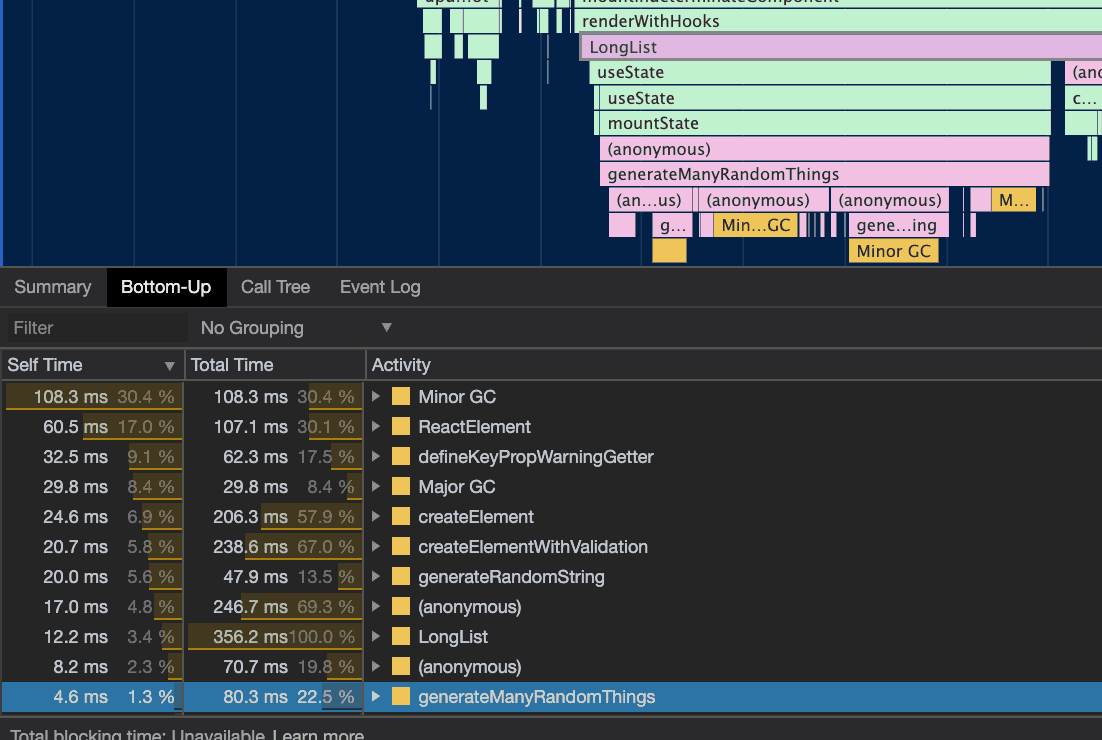 mountIndeterminateComponent
renderWithHooks
LongList
useState (ano
useState c...
mountState
(anonymous)
generateManyRandomThings
(an...us) (anonymous) (anonymous) M...
g... Min...GC gene...ing
Minor GC
Summary Bottom-Up Call Tree Event Log
Filter No Grouping ▼
Self Time ▼ Total Time Activity
108.3 ms 30.4 % 108.3 ms 30.4 % Minor GC
60.5 ms 17.0 % 107.1 ms 30.1 % ReactElement
32.5 ms 9.1 % 62.3 ms 17.5 % defineKeyPropWarningGetter
29.8 ms 8.4 % 29.8 ms 8.4 % Major GC
24.6 ms 6.9 % 206.3 ms 57.9 % createElement
20.7 ms 5.8 % 238.6 ms 67.0 % createElementWithValidation
20.0 ms 5.6 % 47.9 ms 13.5 % generateRandomString
17.0 ms 4.8 % 246.7 ms 69.3 % (anonymous)
12.2 ms 3.4 % 356.2 ms 100.0 % LongList
8.2 ms 2.3 % 70.7 ms 19.8 % (anonymous)
4.6 ms 1.3 % 80.3 ms 22.5 % generateManyRandomThings
Total blocking time: Unavailable Learn more